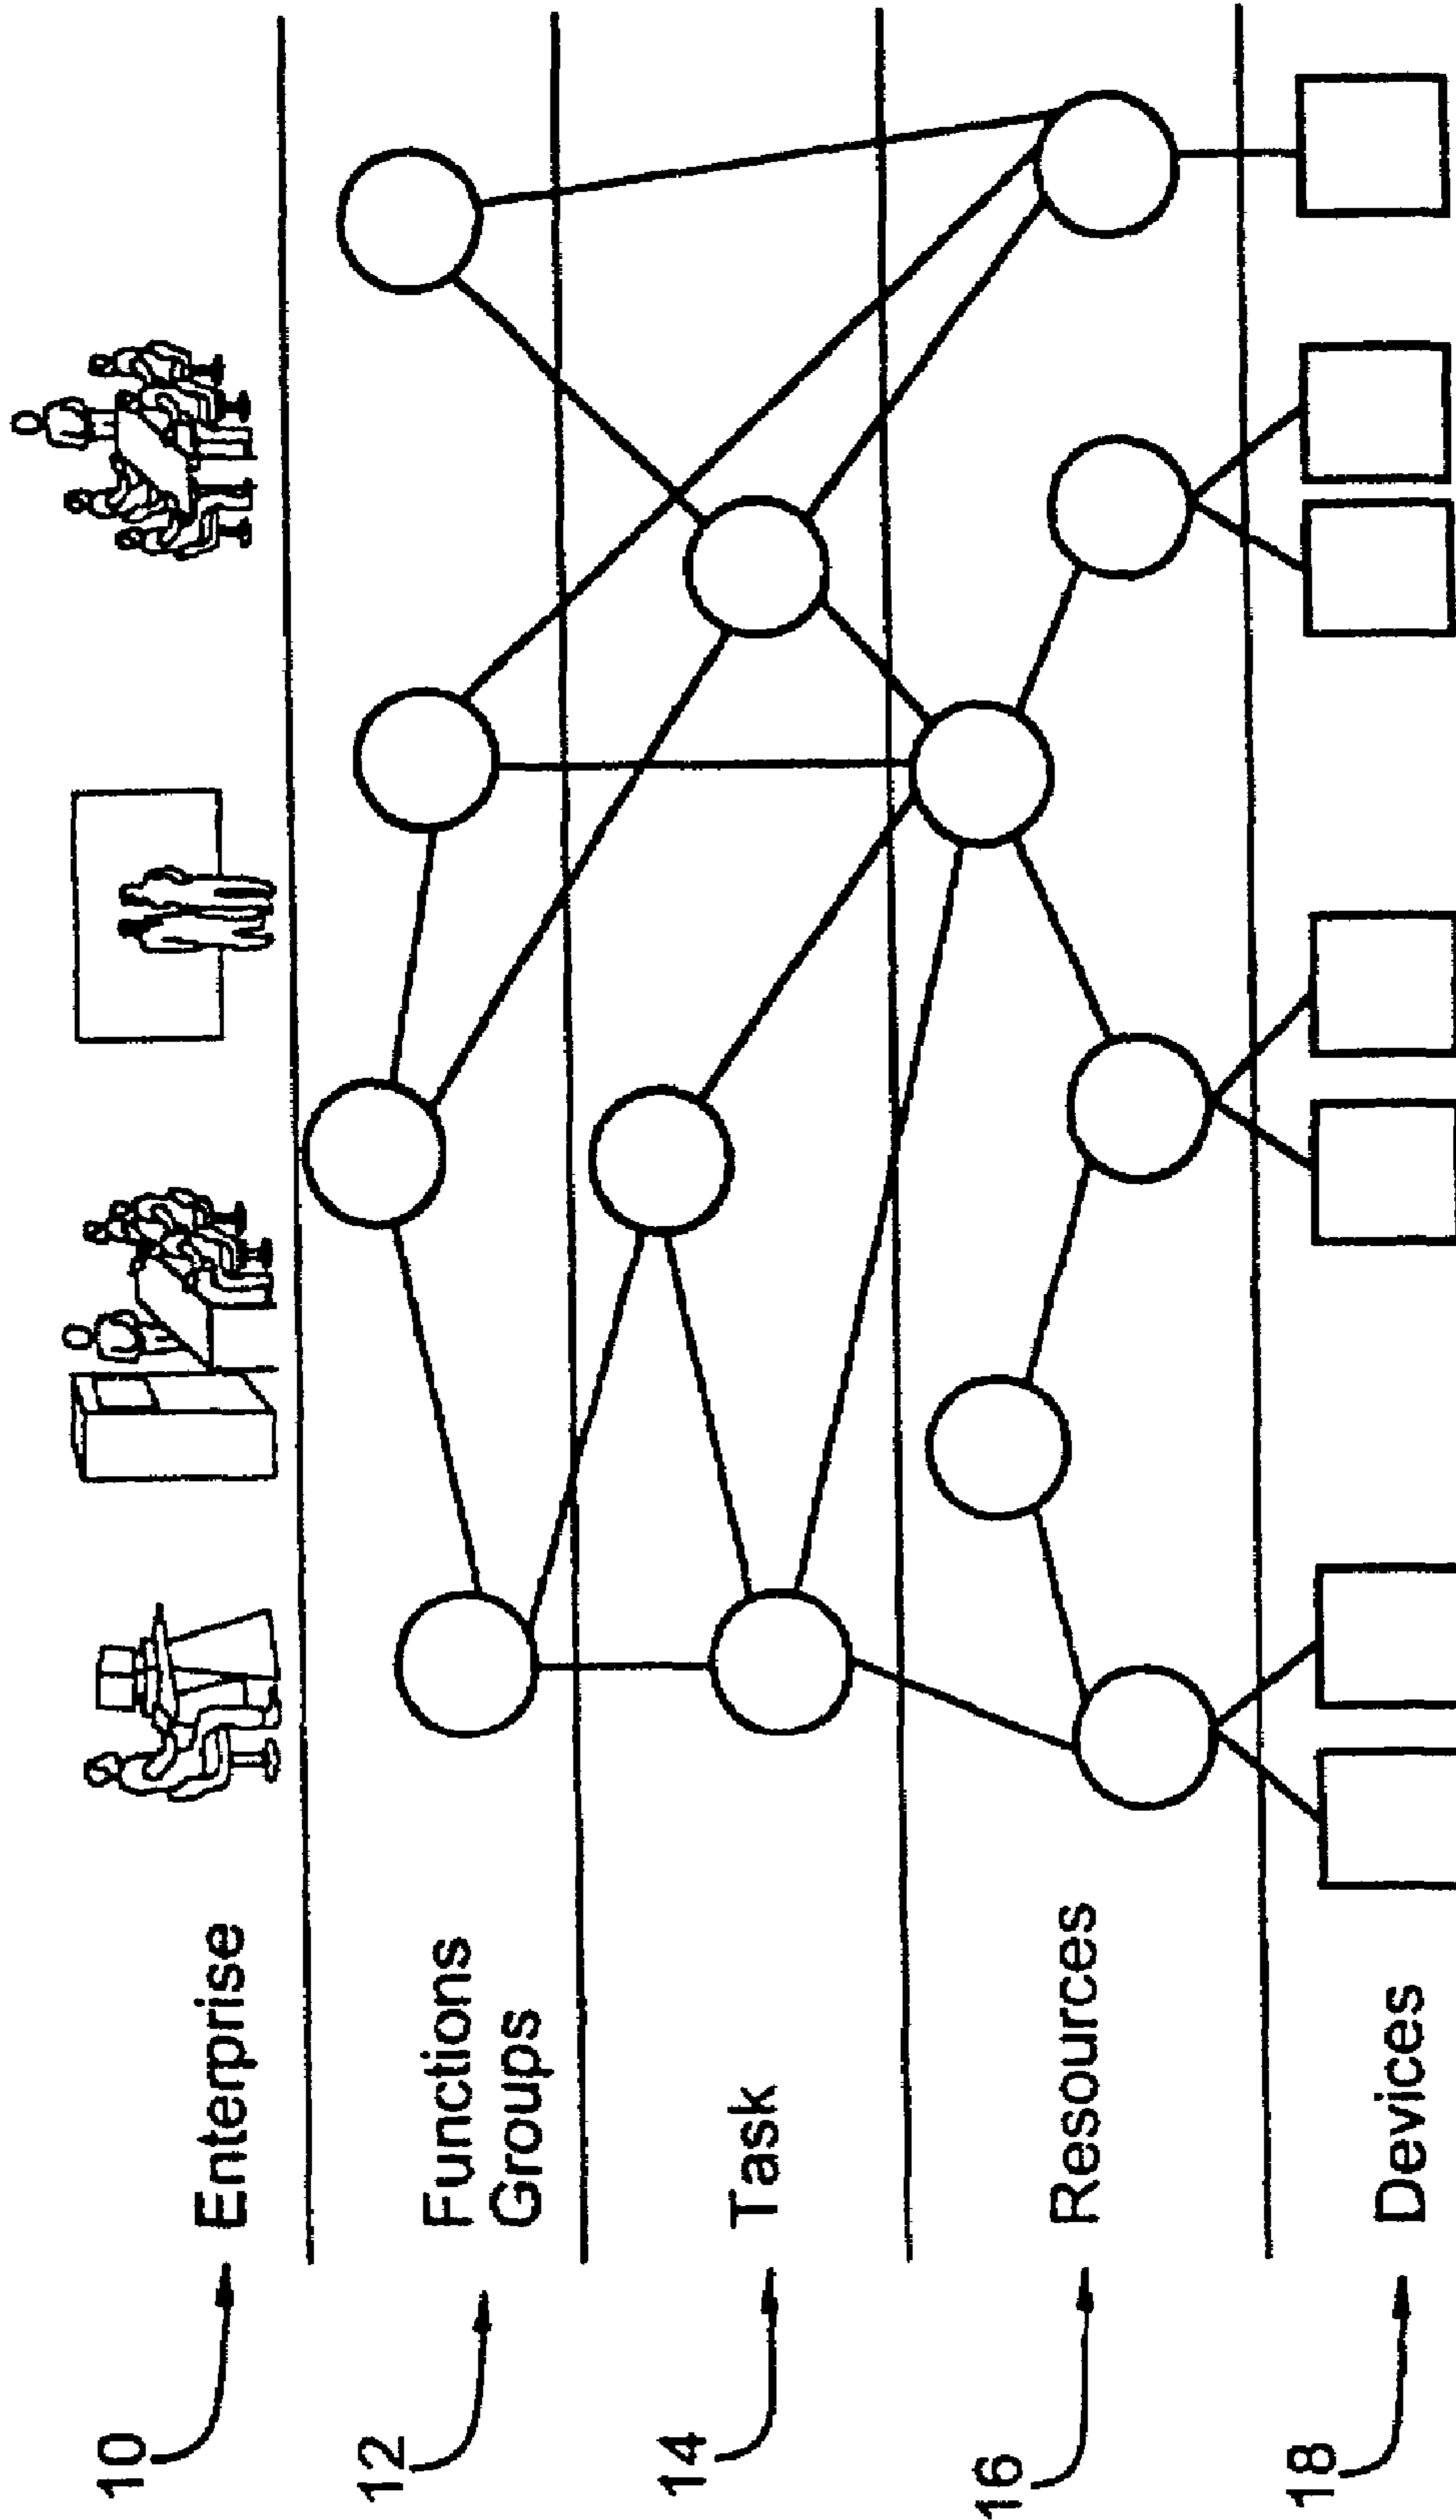 10
Enterprise
12
Functions
Groups
14
Task
16
Resources
18
Devices